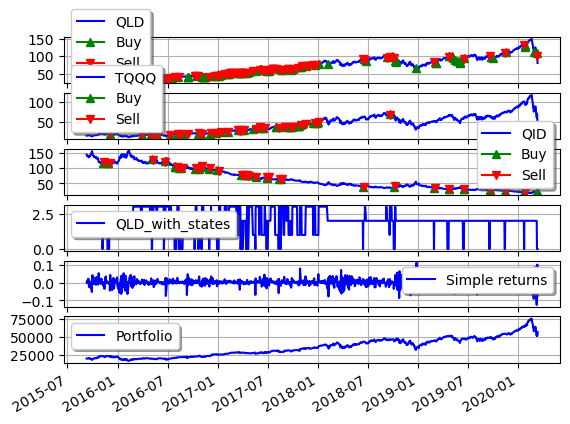 QLD
Buy
Sell
150
100
50
TQQQ
Buy
Sell
100
50
QID
Buy
Sell
150
100
50
QLD_with_states
2.5
0.0
Simple returns
0.1
0.0
−0.1
Portfolio
75000
50000
25000
2015-07
2016-01
2016-07
2017-01
2017-07
2018-01
2018-07
2019-01
2019-07
2020-01